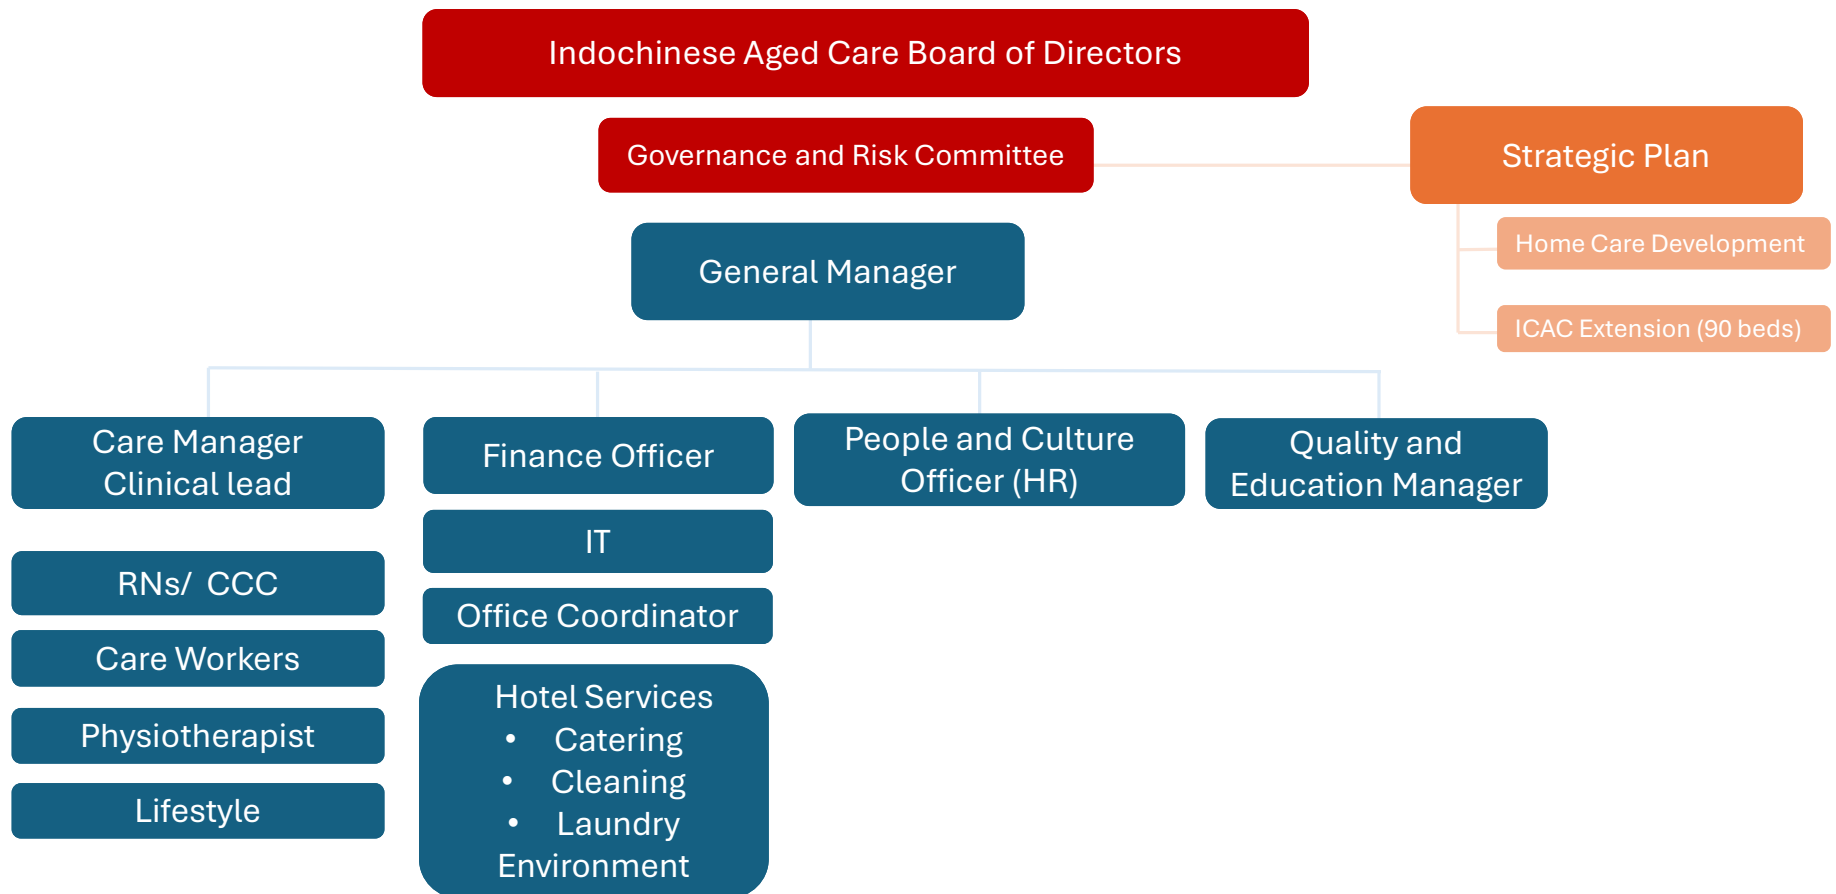 Indochinese Aged Care Board of Directors
Governance and Risk Committee
Strategic Plan
Home Care Development
ICAC Extension (90 beds)
General Manager
Care Manager
Clinical lead
RNs/  CCC
Care Workers
Physiotherapist
Lifestyle
Finance Officer
IT
Office Coordinator
Hotel Services
• Catering
• Cleaning
• Laundry
Environment
People and Culture
Officer (HR)
Quality and
Education Manager